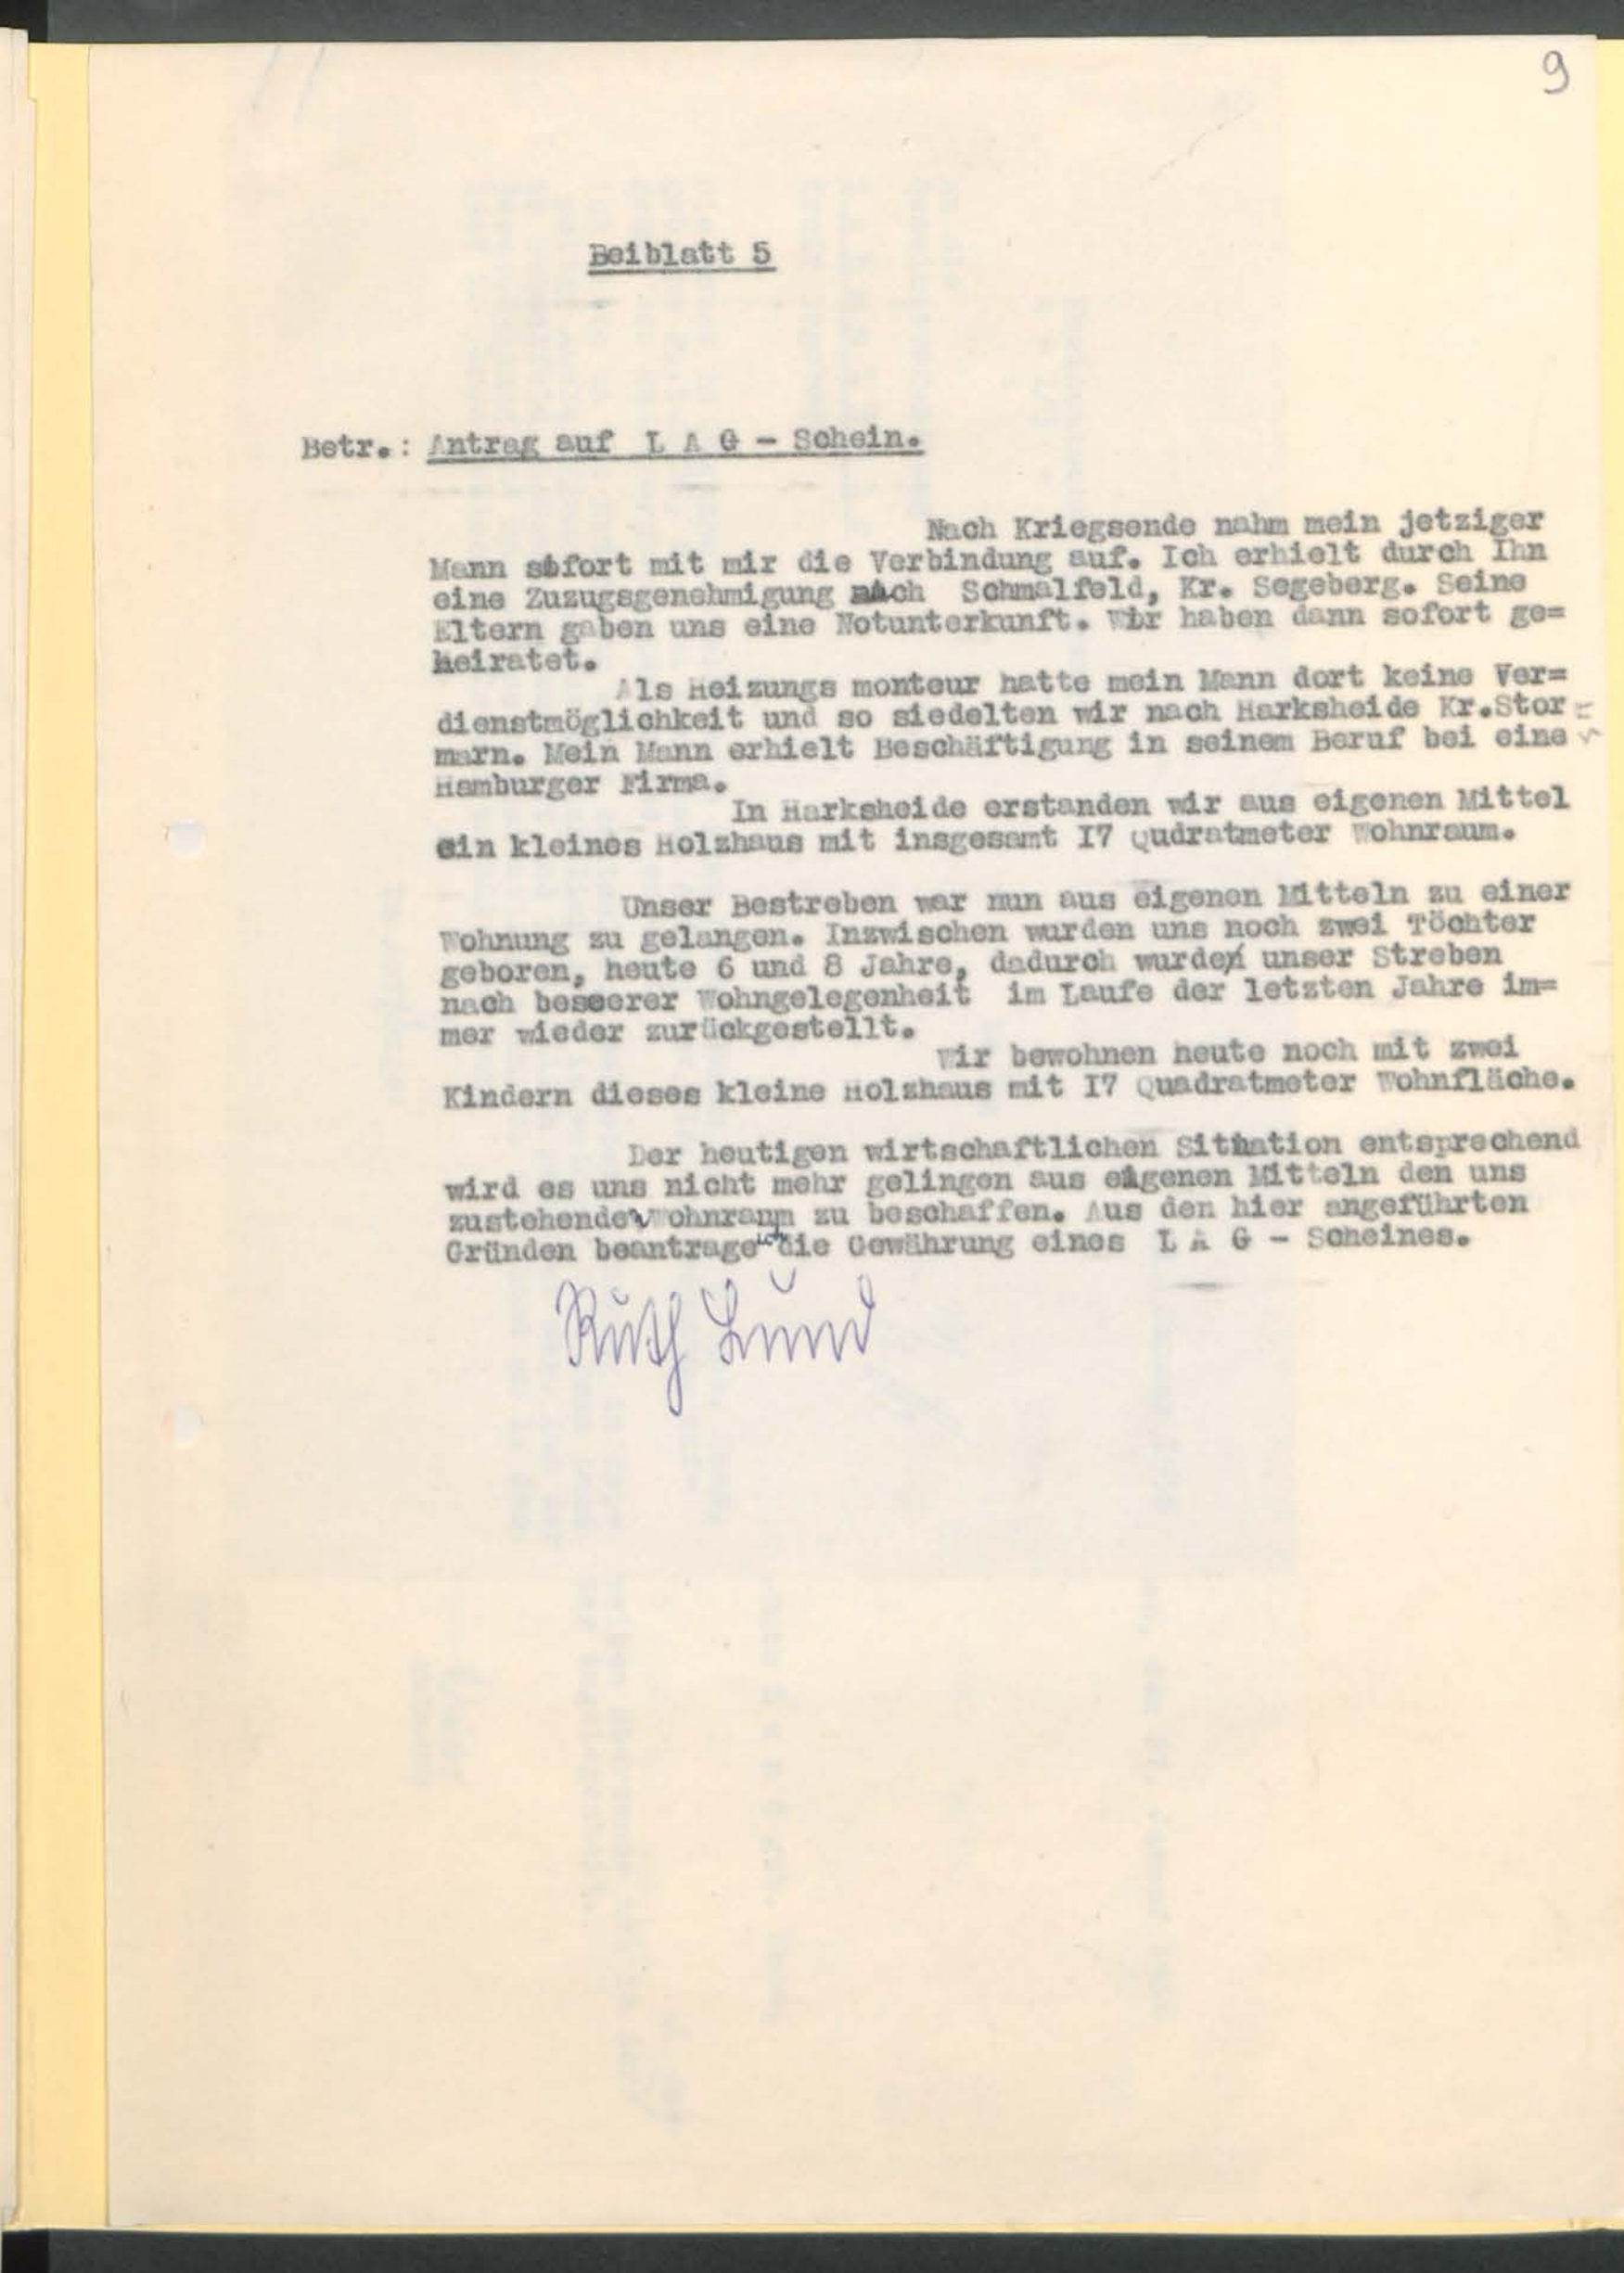 9
Beiblatt 5
Betr.: Antrag auf L A G - Schein.
Nach Kriegsende nahm mein jetziger
Mann sofort mit mir die Verbindung auf. Ich erhielt durch Ihn
eine Zuzugsgenehmigung nach Schmalfeld, Kr. Segeberg. Seine
Eltern gaben uns eine Notunterkunft. Wir haben dann sofort ge=
heiratet.
Als Heizungs monteur hatte mein Mann dort keine Ver=
dienstmöglichkeit und so siedelten wir nach Harksheide Kr.Stor=
marn. Mein Mann erhielt Beschäftigung in seinem Beruf bei einer
Hamburger Firma.
In Harksheide erstanden wir aus eigenen Mittel
ein kleines Holzhaus mit insgesamt I7 Qudratmeter Wohnraum.
Unser Bestreben war nun aus eigenen Mitteln zu einer
Wohnung zu gelangen. Inzwischen wurden uns noch zwei Töchter
geboren, heute 6 und 8 Jahre, dadurch wurde unser Streben
nach besserer Wohngelegenheit im Laufe der letzten Jahre im=
mer wieder zurückgestellt.
Wir bewohnen heute noch mit zwei
Kindern dieses kleine Holzhaus mit I7 Quadratmeter Wohnfläche.
Der heutigen wirtschaftlichen Situation entsprechend
wird es uns nicht mehr gelingen aus eigenen Mitteln den uns
zustehenden Wohnraum zu beschaffen. Aus den hier angeführten
Gründen beantrage ich die Gewährung eines L A G - Scheines.
Ruth Lund